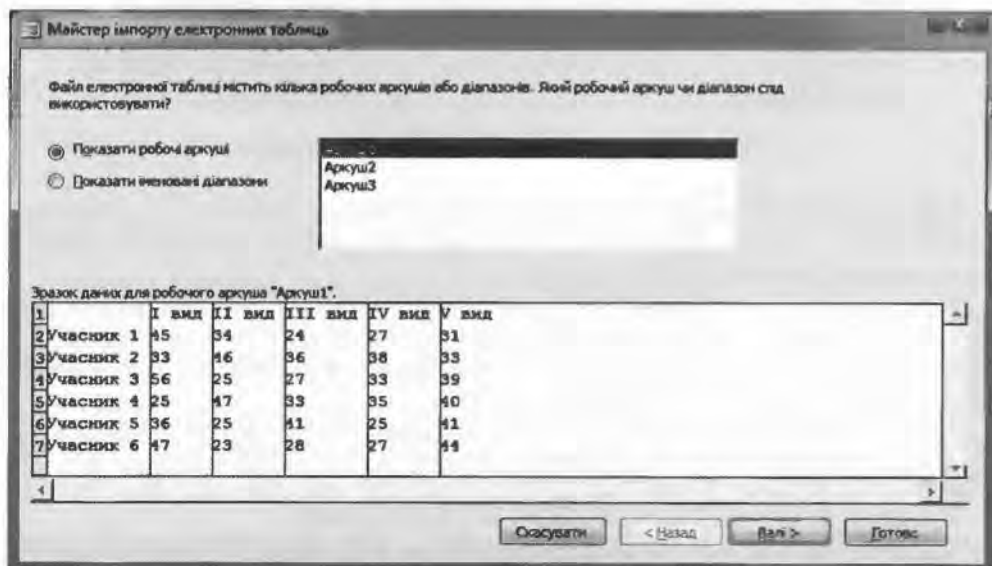 Майстер імпорту електронних таблиць
Файл електронної таблиці містить кілька робочих аркушів або діапазонів. Який робочий аркуш чи діапазон слід
використовувати?
Показати робочі аркуші
Показати іменовані діапазони
Аркуш2
Аркуш3
Зразок даних для робочого аркуша "Аркуш1".
1 I вид II вид III вид IV вид V вид
2 Учасник 1 45 34 24 27 31
3 Учасник 2 33 46 36 38 33
4 Учасник 3 56 25 27 33 39
5 Учасник 4 25 47 33 35 40
6 Учасник 5 36 25 41 25 41
7 Учасник 6 47 23 28 27 44
Скасувати < Назад Далі > Готово